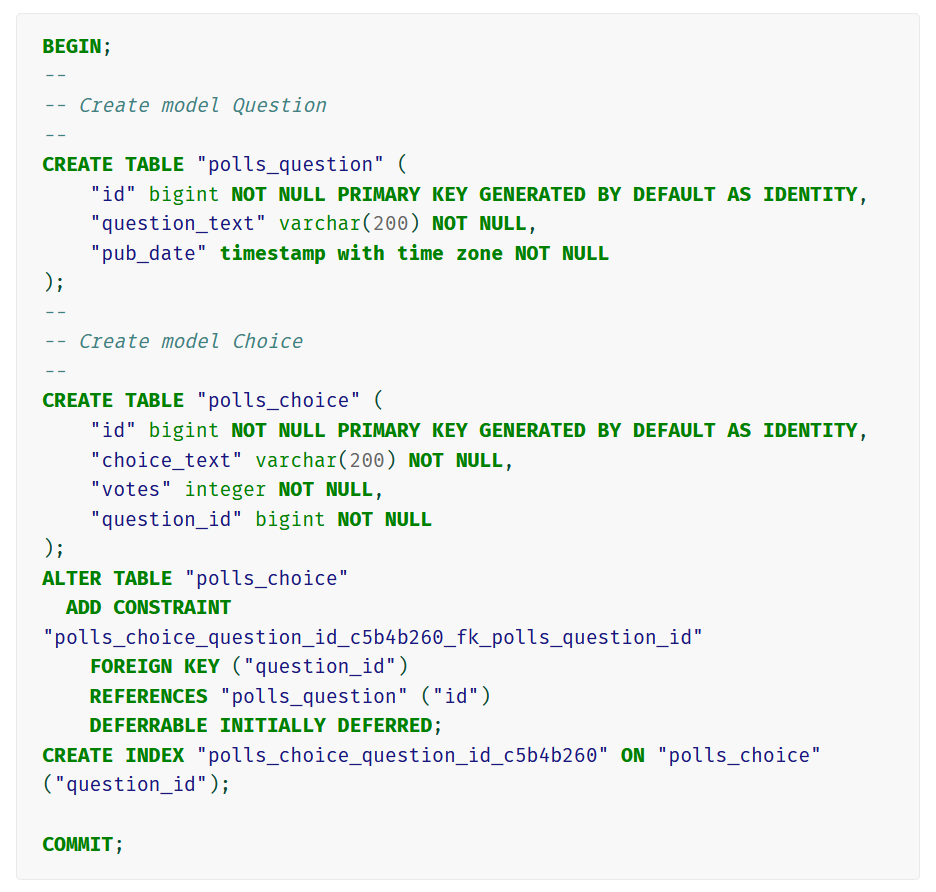 BEGIN;
--
-- Create model Question
--
CREATE TABLE "polls_question" (
    "id" bigint NOT NULL PRIMARY KEY GENERATED BY DEFAULT AS IDENTITY,
    "question_text" varchar(200) NOT NULL,
    "pub_date" timestamp with time zone NOT NULL
);
--
-- Create model Choice
--
CREATE TABLE "polls_choice" (
    "id" bigint NOT NULL PRIMARY KEY GENERATED BY DEFAULT AS IDENTITY,
    "choice_text" varchar(200) NOT NULL,
    "votes" integer NOT NULL,
    "question_id" bigint NOT NULL
);
ALTER TABLE "polls_choice"
  ADD CONSTRAINT
"polls_choice_question_id_c5b4b260_fk_polls_question_id"
    FOREIGN KEY ("question_id")
    REFERENCES "polls_question" ("id")
    DEFERRABLE INITIALLY DEFERRED;
CREATE INDEX "polls_choice_question_id_c5b4b260" ON "polls_choice"
("question_id");

COMMIT;